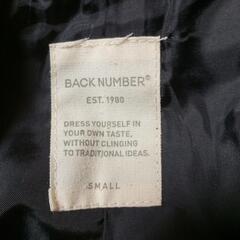 BACK NUMBER®
EST. 1980
DRESS YOURSELF IN
YOUR OWN TASTE,
WITHOUT CLINGING
TO TRADITIONAL IDEAS.
SMALL